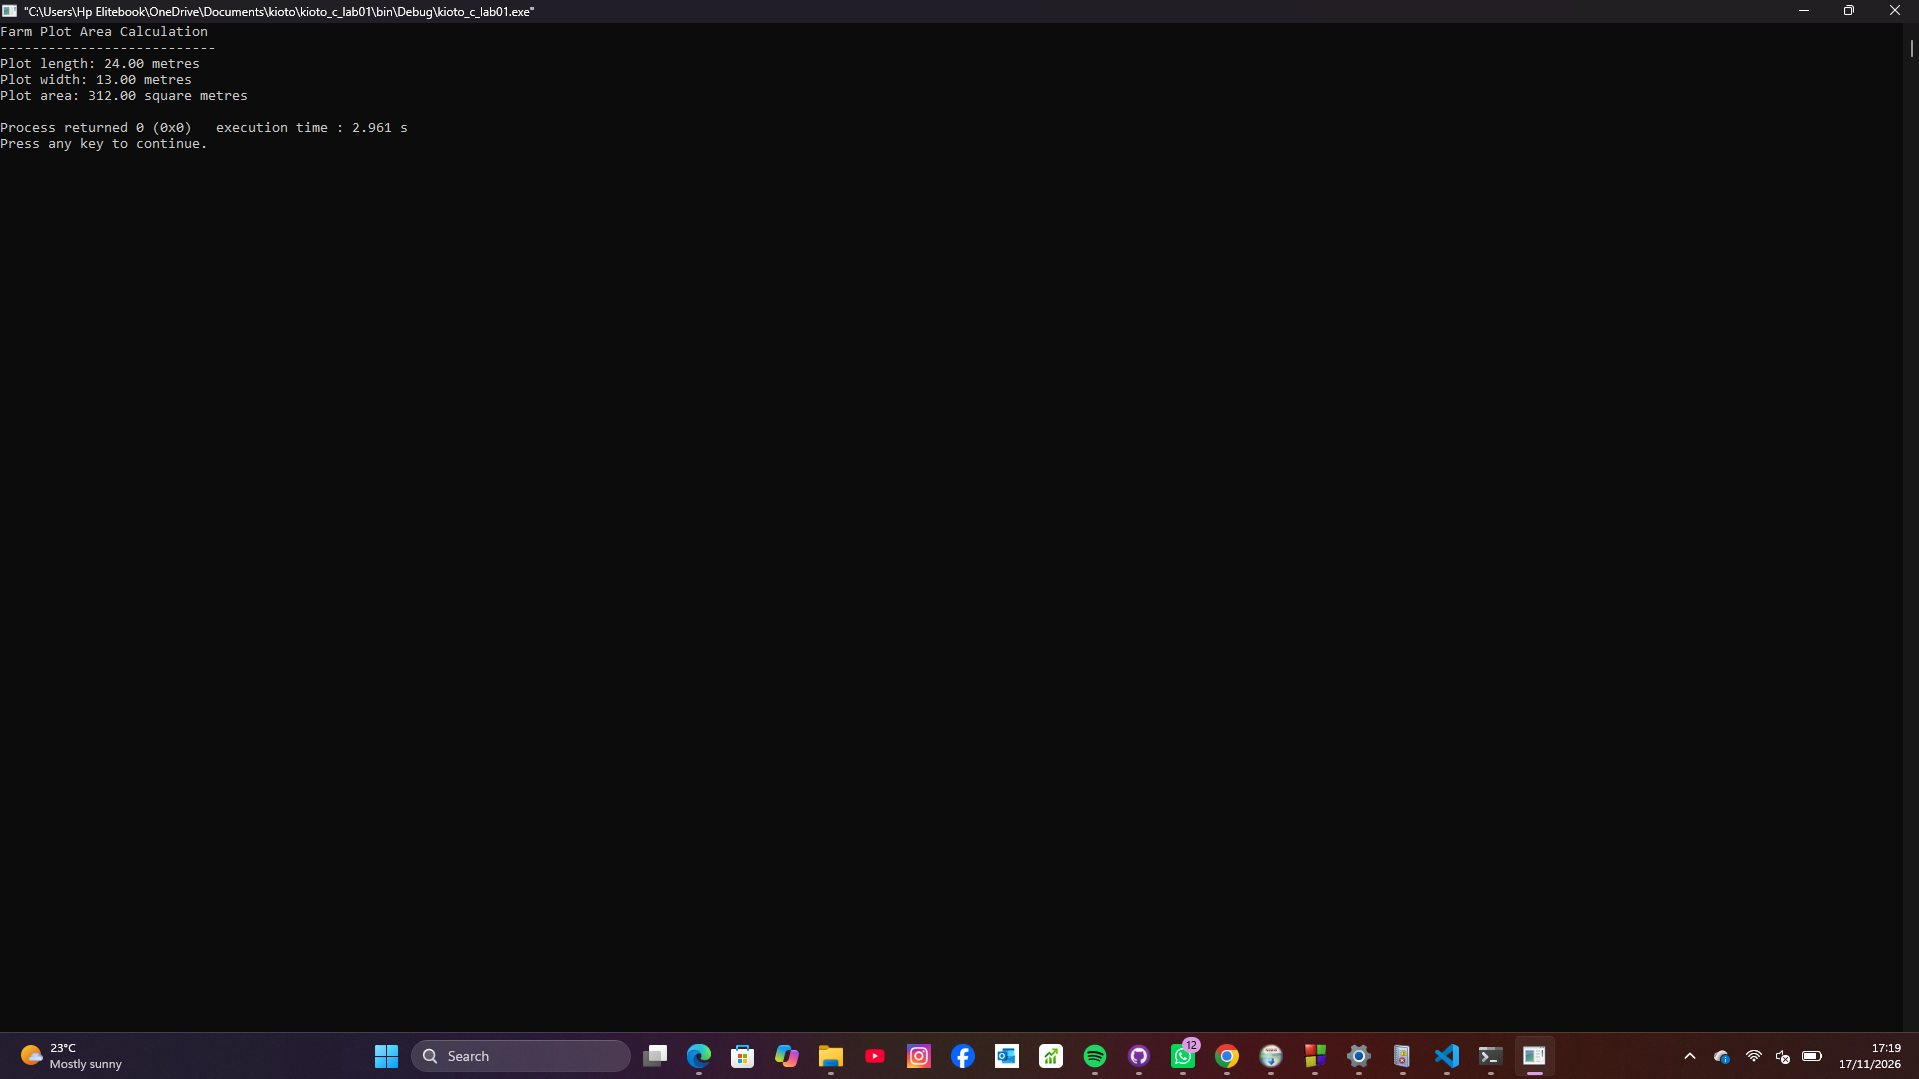 "C:\Users\Hp Elitebook\OneDrive\Documents\kioto\kioto_c_lab01\bin\Debug\kioto_c_lab01.exe"
Farm Plot Area Calculation
---------------------------
Plot length: 24.00 metres
Plot width: 13.00 metres
Plot area: 312.00 square metres
Process returned 0 (0x0)   execution time : 2.961 s
Press any key to continue.
23°C
Mostly sunny
Search
12
17:19
17/11/2026